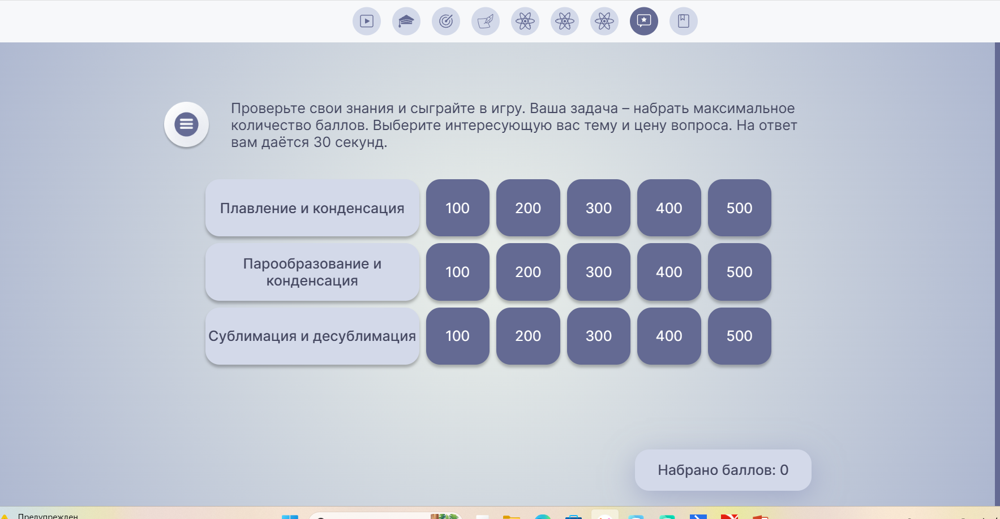 Проверьте свои знания и сыграйте в игру. Ваша задача – набрать максимальное
количество баллов. Выберите интересующую вас тему и цену вопроса. На ответ
вам даётся 30 секунд.
Плавление и конденсация 100 200 300 400 500
Парообразование и
конденсация 100 200 300 400 500
Сублимация и десублимация 100 200 300 400 500
Набрано баллов: 0
Предупрежден